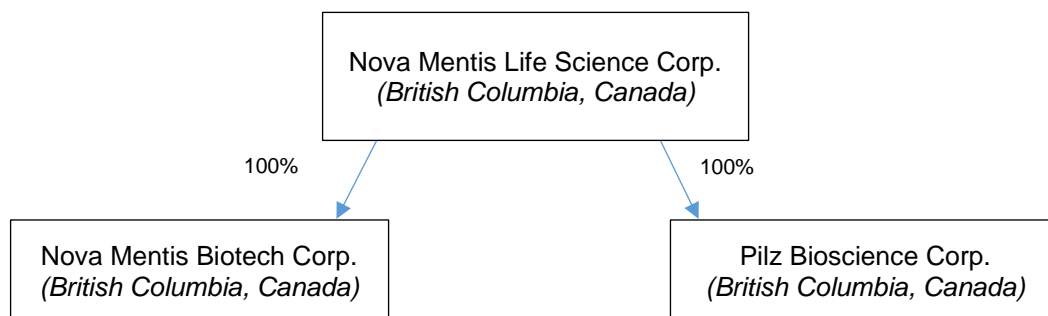 Nova Mentis Life Science Corp.
(British Columbia, Canada)
100%
100%
Nova Mentis Biotech Corp.
(British Columbia, Canada)
Pilz Bioscience Corp.
(British Columbia, Canada)